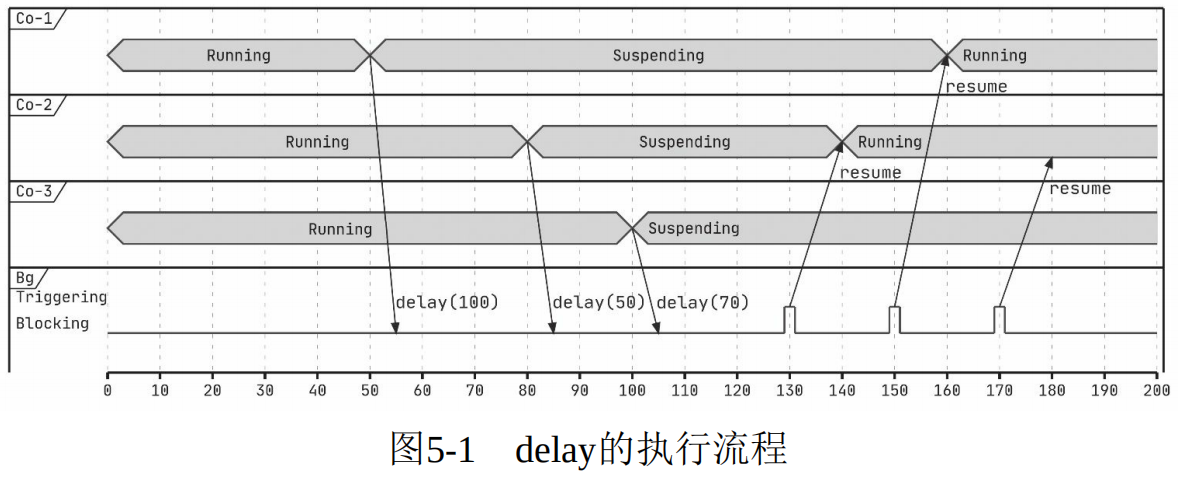 Co-1
Running Suspending Running
resume
Co-2
Running Suspending Running
resume
resume
Co-3
Running Suspending
Bg
Triggering
delay(100) delay(50) delay(70)
Blocking
0 10 20 30 40 50 60 70 80 90 100 110 120 130 140 150 160 170 180 190 200
图5-1 delay的执行流程